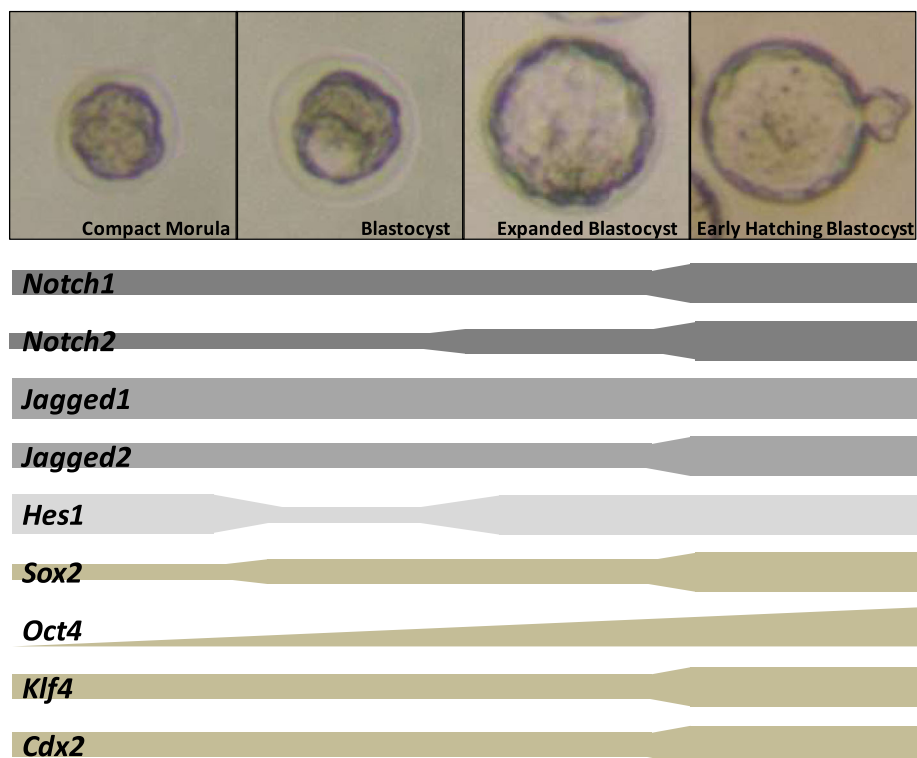 Compact Morula
Blastocyst
Expanded Blastocyst
Early Hatching Blastocyst
Notch1
Notch2
Jagged1
Jagged2
Hes1
Sox2
Oct4
Klf4
Cdx2